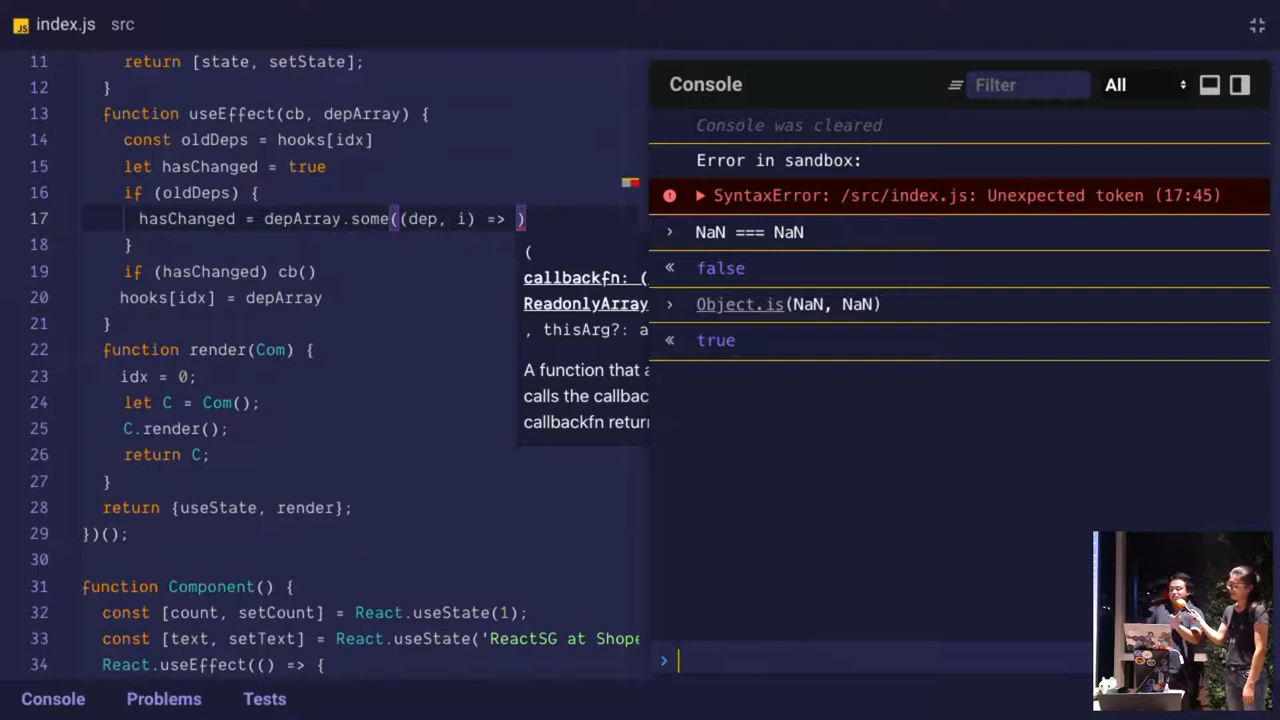 JS index.js src
11 return [state, setState];
12 }
13 function useEffect(cb, depArray) {
14 const oldDeps = hooks[idx]
15 let hasChanged = true
16 if (oldDeps) {
17 hasChanged = depArray.some((dep, i) => )
18 }
19 if (hasChanged) cb()
20 hooks[idx] = depArray
21 }
22 function render(Com) {
23 idx = 0;
24 let C = Com();
25 C.render();
26 return C;
27 }
28 return {useState, render};
29 })();
30
31 function Component() {
32 const [count, setCount] = React.useState(1);
33 const [text, setText] = React.useState('ReactSG at Shope
34 React.useEffect(() => {
(
callbackfn: (
ReadonlyArray
, thisArg?: a
A function that a
calls the callbac
callbackfn return
Console Filter All
Console was cleared
Error in sandbox:
SyntaxError: /src/index.js: Unexpected token (17:45)
NaN === NaN
false
Object.is(NaN, NaN)
true
Console Problems Tests